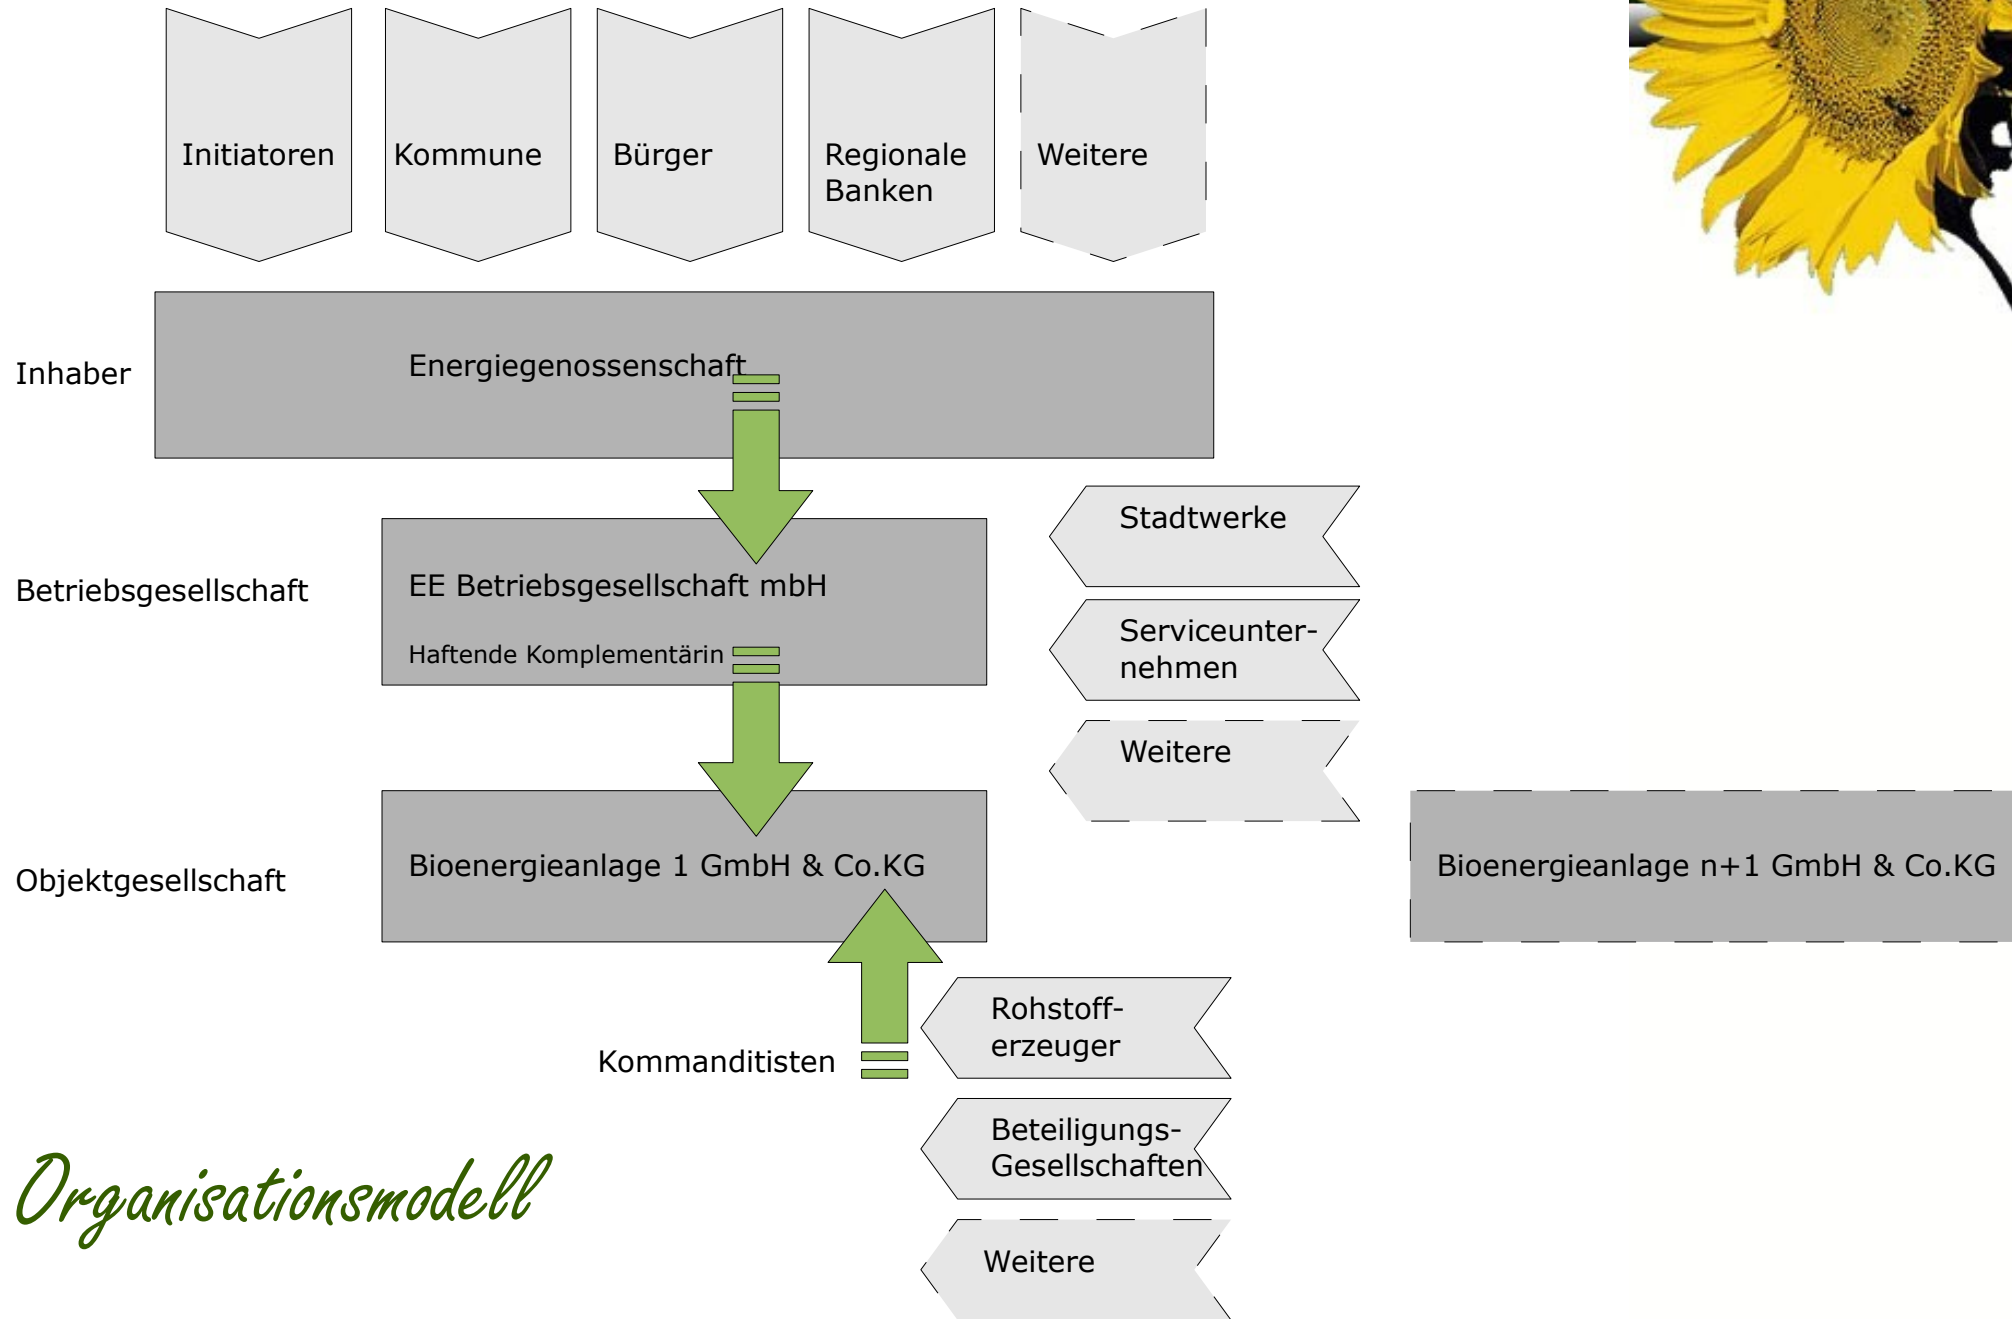 Initiatoren
Kommune
Bürger
Regionale
Banken
Weitere
Inhaber
Energiegenossenschaft
Stadtwerke
Betriebsgesellschaft
EE Betriebsgesellschaft mbH
Haftende Komplementärin
Serviceunter-
nehmen
Weitere
Objektgesellschaft
Bioenergieanlage 1 GmbH & Co.KG
Bioenergieanlage n+1 GmbH & Co.KG
Kommanditisten
Rohstoff-
erzeuger
Beteiligungs-
Gesellschaften
Weitere
Organisationsmodell